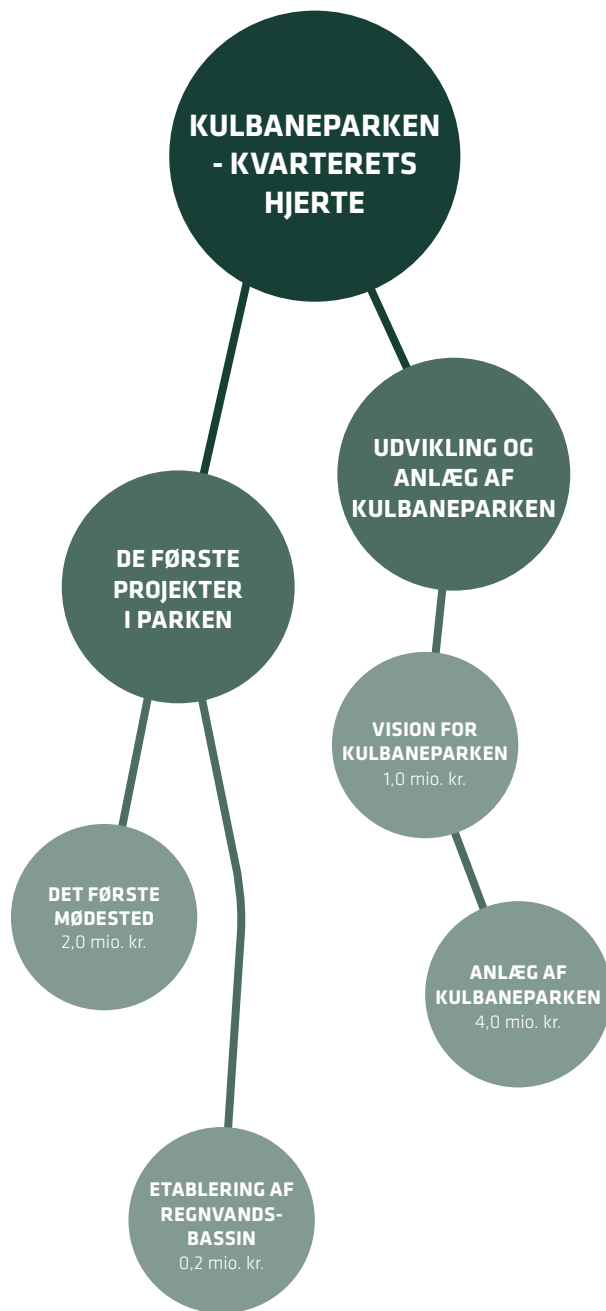 KULBANEPARKEN
- KVARTERETS
HJERTE
UDVIKLING OG
ANLÆG AF
KULBANEPARKEN
DE FØRSTE
PROJEKTER
I PARKEN
VISION FOR
KULBANEPARKEN
1,0 mio. kr.
DET FØRSTE
MØDESTED
2,0 mio. kr.
ANLÆG AF
KULBANEPARKEN
4,0 mio. kr.
ETABLERING AF
REGNVANDS-
BASSIN
0,2 mio. kr.